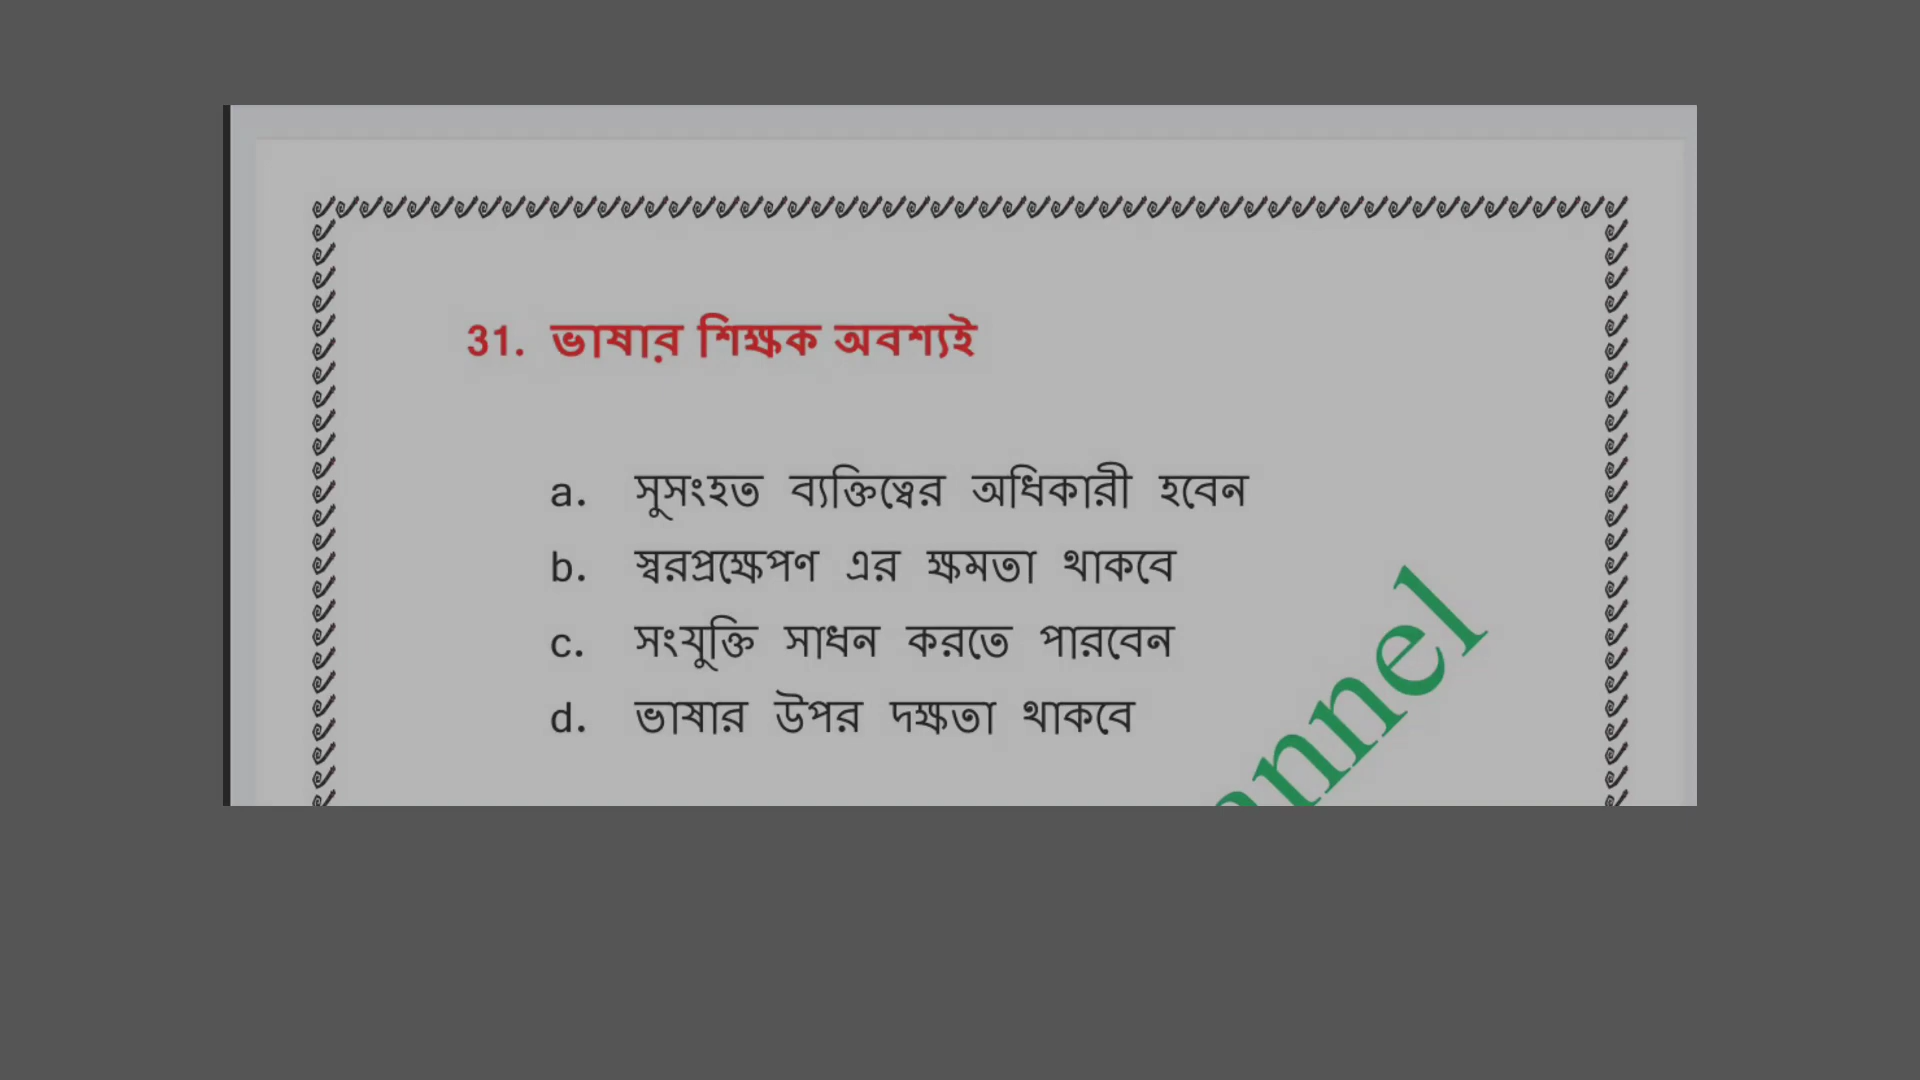 31. ভাষার শিক্ষক অবশ্যই
a. সুসংহত ব্যক্তিত্বের অধিকারী হবেন
b. স্বরপ্রক্ষেপণ এর ক্ষমতা থাকবে
c. সংযুক্তি সাধন করতে পারবেন
d. ভাষার উপর দক্ষতা থাকবে
annel